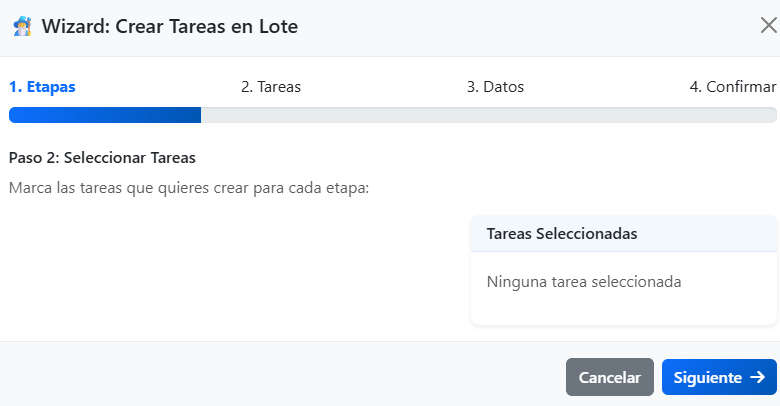 Wizard: Crear Tareas en Lote
1. Etapas 2. Tareas 3. Datos 4. Confirmar
Paso 2: Seleccionar Tareas
Marca las tareas que quieres crear para cada etapa:
Tareas Seleccionadas
Ninguna tarea seleccionada
Cancelar Siguiente →